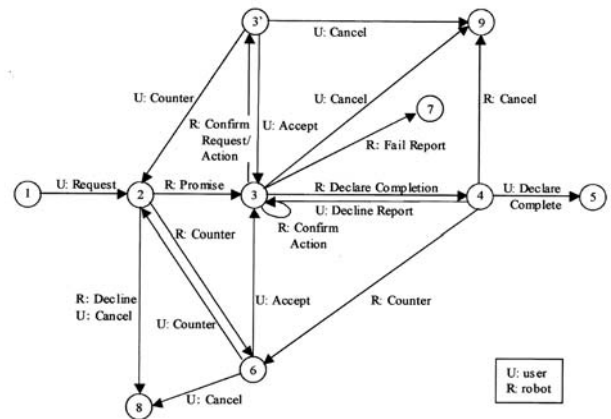 3'
9
U: Cancel
U: Counter
U: Cancel
7
R: Cancel
R: Confirm
Request/
Action
U: Accept
R: Fail Report
1
U: Request
2
R: Promise
3
R: Declare Completion
4
U: Declare
Complete
5
U: Decline Report
R: Counter
R: Confirm
Action
R: Decline
U: Cancel
U: Accept
R: Counter
U: Counter
6
U: Cancel
8
U: user
R: robot